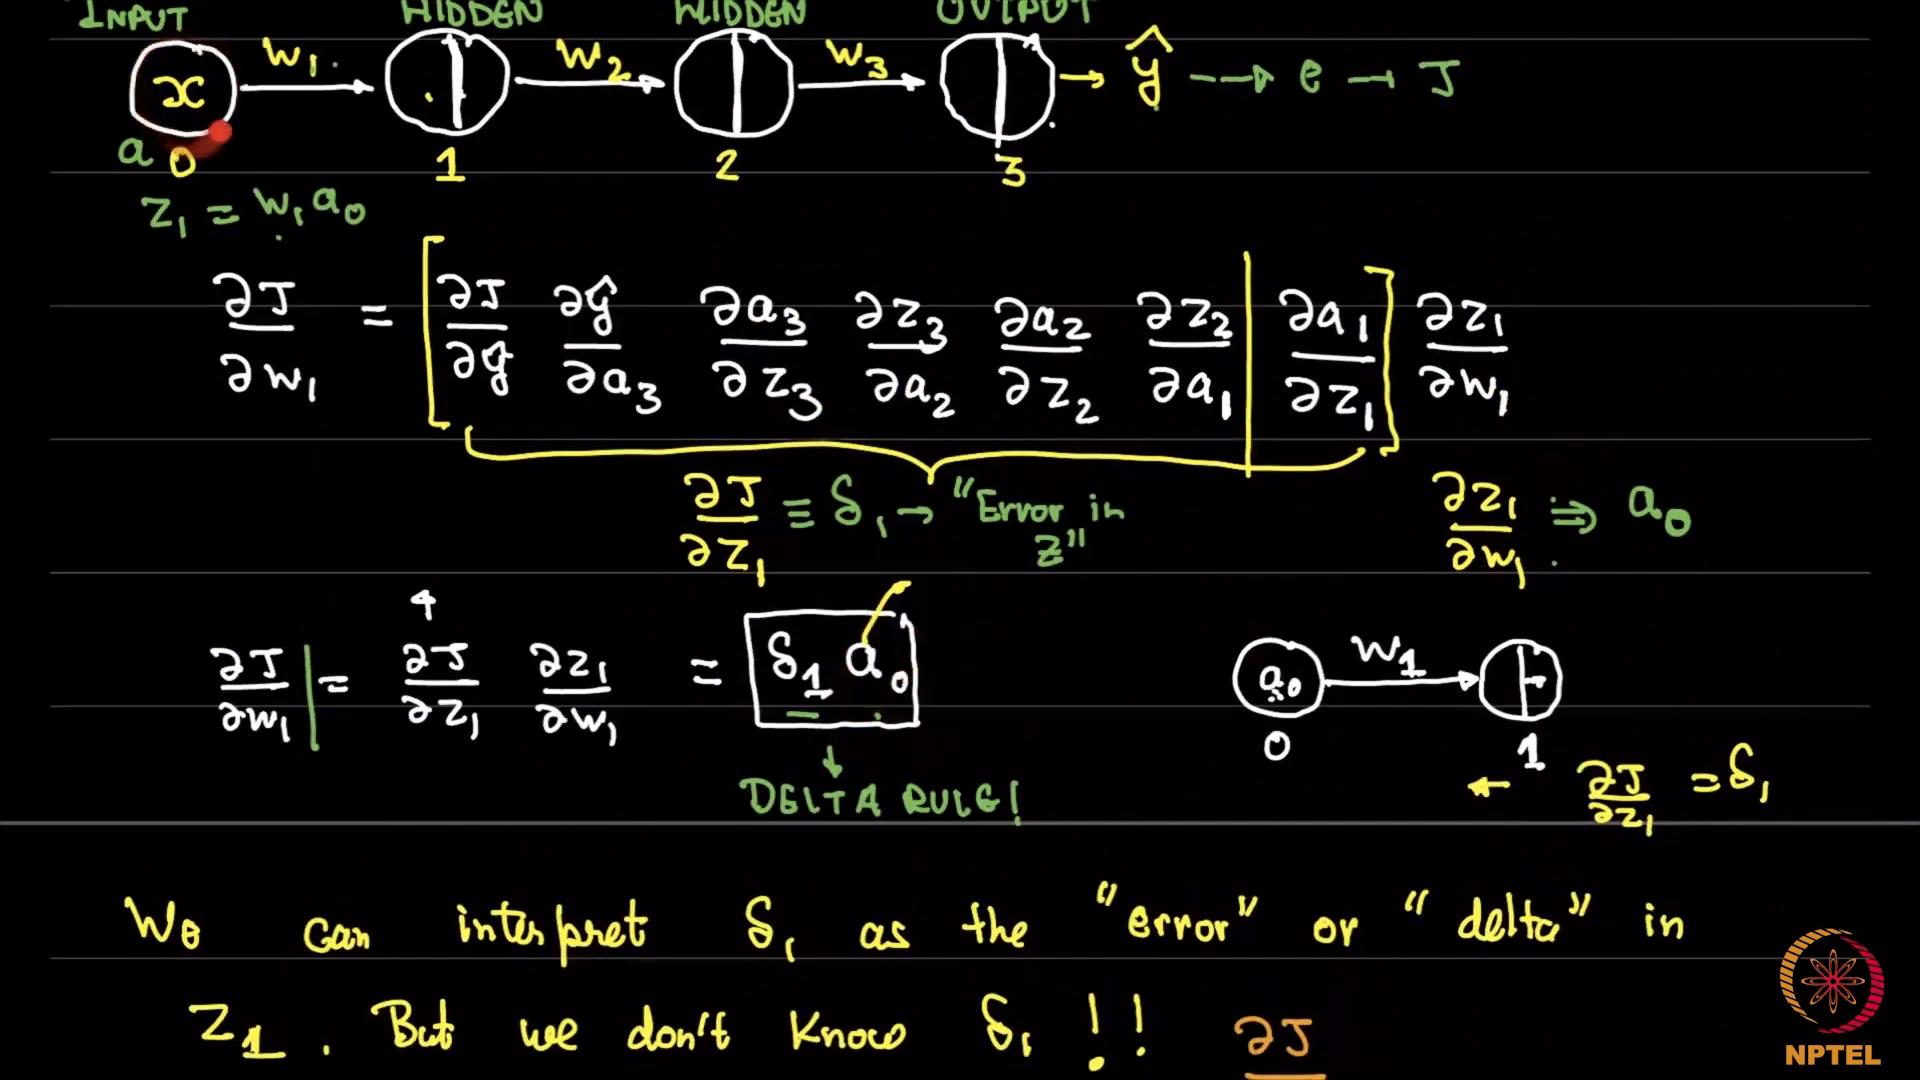 INPUT HIDDEN HIDDEN OUTPUT
x w₁ w₂ w₃ ŷ --→ e → J
a 0 1 2 3
z₁ = w₁ a₀
∂J/∂w₁ = [ ∂J/∂ŷ ∂ŷ/∂a₃ ∂a₃/∂z₃ ∂z₃/∂a₂ ∂a₂/∂z₂ ∂z₂/∂a₁ | ∂a₁/∂z₁ ] ∂z₁/∂w₁
∂J/∂z₁ ≡ δ₁ → "Error in z" ∂z₁/∂w₁ ⇒ a₀
∂J/∂w₁ | = ∂J/∂z₁ ∂z₁/∂w₁ = δ₁ a₀ a₀ w₁
0 1
DELTA RULE! ← ∂J/∂z₁ = δ₁
We can interpret δ₁ as the "error" or "delta" in
z₁. But we don't know δ₁!! ∂J
NPTEL